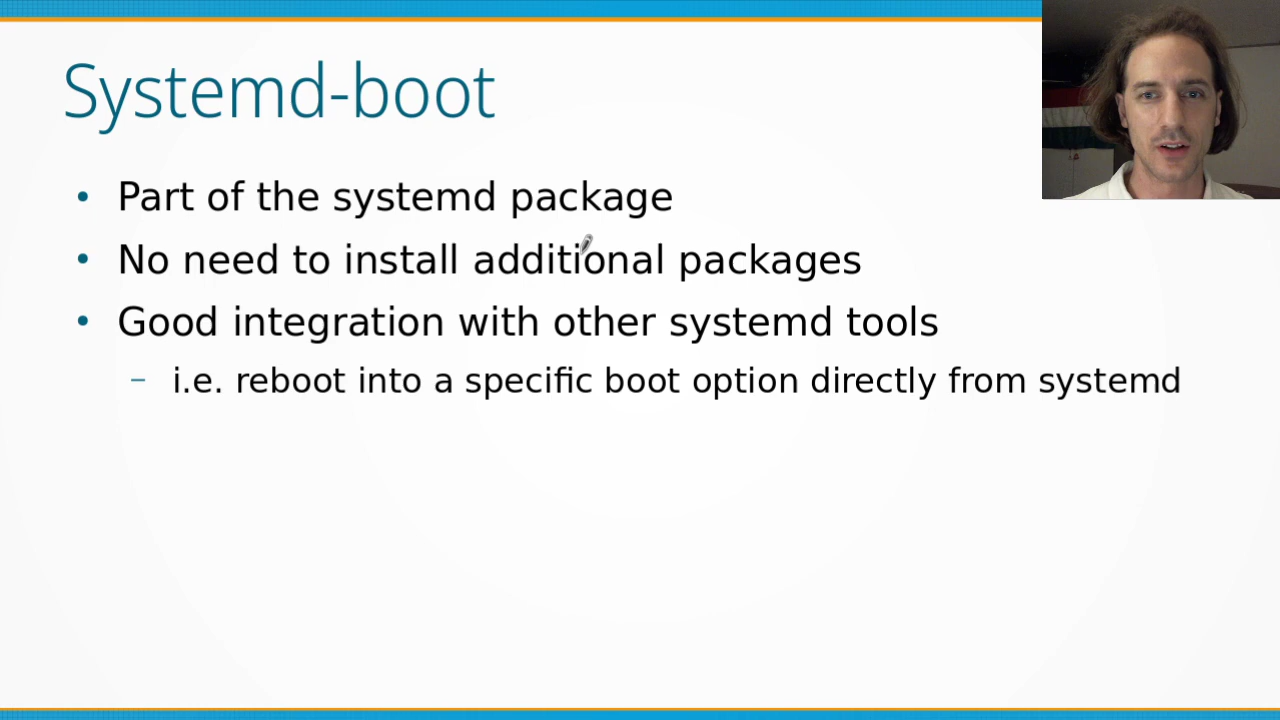 Systemd-boot
• Part of the systemd package
• No need to install additional packages
• Good integration with other systemd tools
– i.e. reboot into a specific boot option directly from systemd